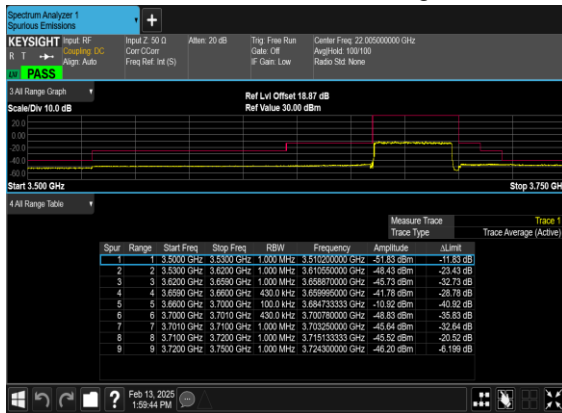 Spectrum Analyzer 1
Spurious Emissions
KEYSIGHT Input: RF Input Z: 50 Ω Atten: 20 dB Trig: Free Run Center Freq: 22.005000000 GHz
R T Coupling: DC Corr CCorr Gate: Off Avg|Hold: 100/100
Align: Auto Freq Ref: Int (S) IF Gain: Low Radio Std: None
PASS
3 All Range Graph
Ref Lvl Offset 18.87 dB
Scale/Div 10.0 dB Ref Value 30.00 dBm
20.0
0.00
-20.0
-40.0
-60.0
Start 3.500 GHz Stop 3.750 GH
4 All Range Table
Measure Trace Trace 1
Trace Type Trace Average (Active)
Spur Range Start Freq Stop Freq RBW Frequency Amplitude ΔLimit
1 1 3.5000 GHz 3.5300 GHz 1.000 MHz 3.510200000 GHz -51.83 dBm -11.83 dB
2 2 3.5300 GHz 3.6200 GHz 1.000 MHz 3.610550000 GHz -48.43 dBm -23.43 dB
3 3 3.6200 GHz 3.6590 GHz 1.000 MHz 3.658870000 GHz -45.73 dBm -32.73 dB
4 4 3.6590 GHz 3.6600 GHz 430.0 kHz 3.659995000 GHz -41.78 dBm -28.78 dB
5 5 3.6600 GHz 3.7000 GHz 100.0 kHz 3.684733333 GHz -10.92 dBm -40.92 dB
6 6 3.7000 GHz 3.7010 GHz 430.0 kHz 3.700780000 GHz -48.83 dBm -35.83 dB
7 7 3.7010 GHz 3.7100 GHz 1.000 MHz 3.703250000 GHz -45.64 dBm -32.64 dB
8 8 3.7100 GHz 3.7200 GHz 1.000 MHz 3.715133333 GHz -45.52 dBm -20.52 dB
9 9 3.7200 GHz 3.7500 GHz 1.000 MHz 3.724300000 GHz -46.20 dBm -6.199 dB
Feb 13, 2025
1:59:44 PM